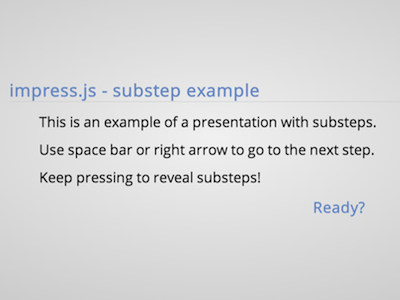 impress.js - substep example
This is an example of a presentation with substeps.
Use space bar or right arrow to go to the next step.
Keep pressing to reveal substeps!
Ready?